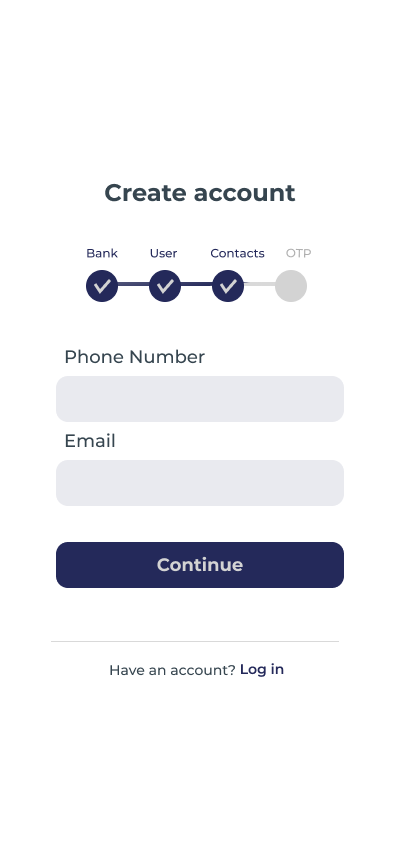 Create account
Bank User Contacts OTP
Phone Number
Email
Continue
Have an account? Log in